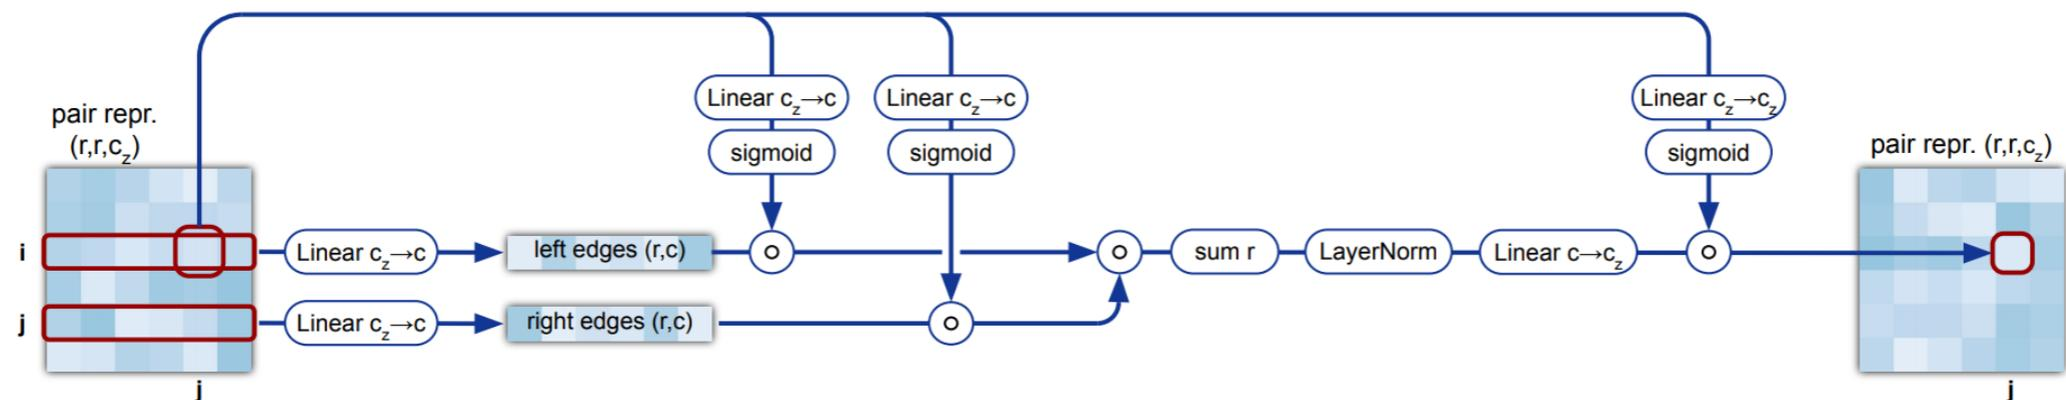 pair repr.
(r,r,c_z)
i
j
j
Linear c_z→c
left edges (r,c)
Linear c_z→c
right edges (r,c)
Linear c_z→c
sigmoid
Linear c_z→c
sigmoid
sum r
LayerNorm
Linear c→c_z
Linear c_z→c_z
sigmoid
pair repr. (r,r,c_z)
j